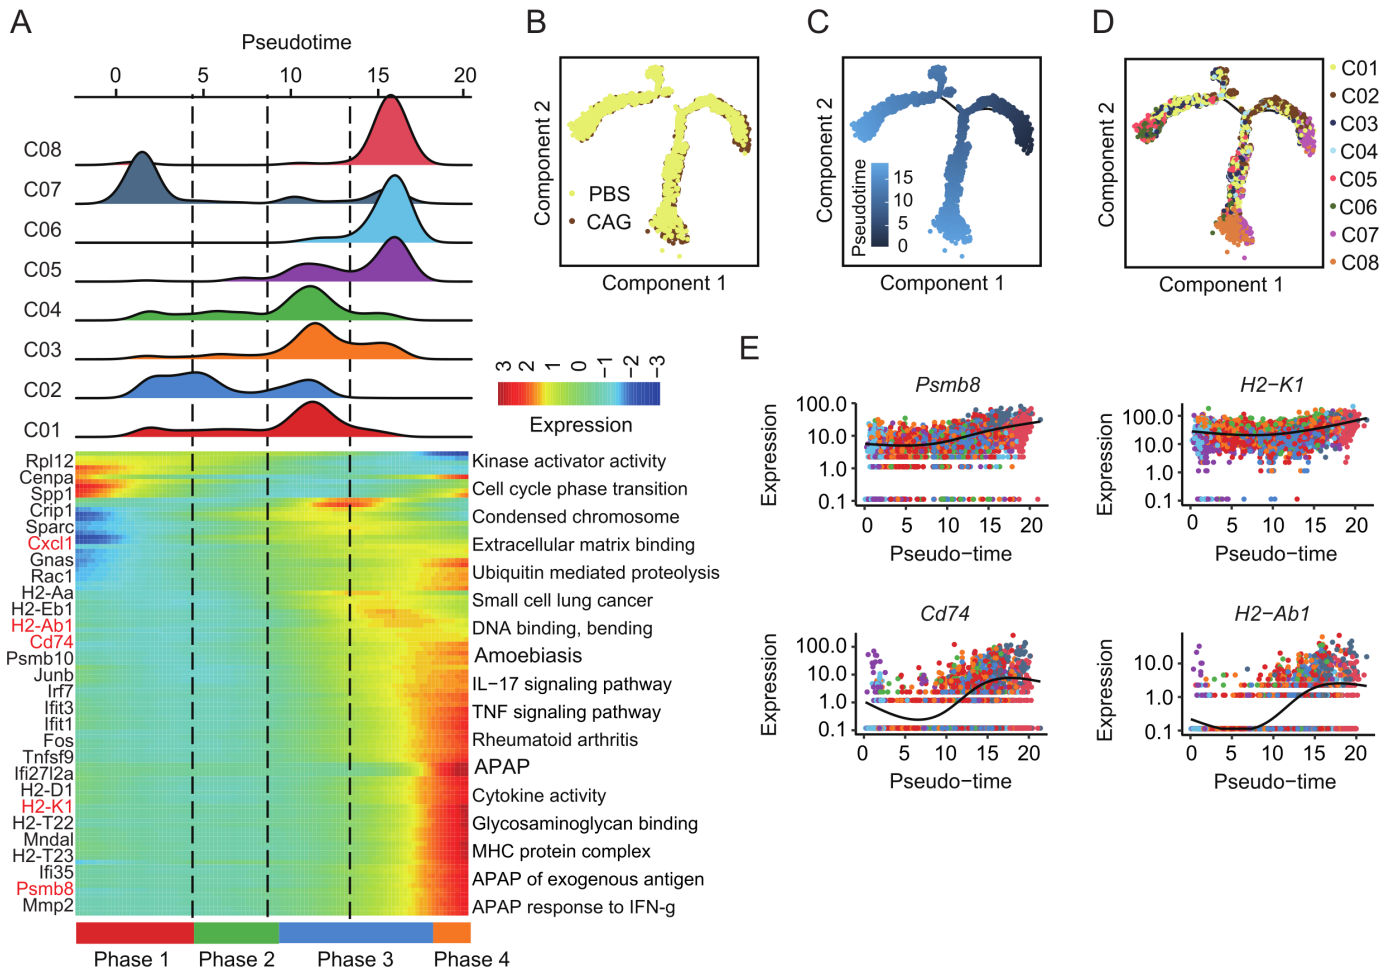 A
Pseudotime
0 5 10 15 20
C08
C07
C06
C05
C04
C03
C02
C01
Rpl12
Cenpa
Spp1
Crip1
Sparc
Cxcl1
Gnas
Rac1
H2-Aa
H2-Eb1
H2-Ab1
Cd74
Psmb10
Junb
Irf7
Ifit3
Ifit1
Fos
Tnfsf9
Ifi27l2a
H2-D1
H2-K1
H2-T22
Mndal
H2-T23
Ifi35
Psmb8
Mmp2
Kinase activator activity
Cell cycle phase transition
Condensed chromosome
Extracellular matrix binding
Ubiquitin mediated proteolysis
Small cell lung cancer
DNA binding, bending
Amoebiasis
IL−17 signaling pathway
TNF signaling pathway
Rheumatoid arthritis
APAP
Cytokine activity
Glycosaminoglycan binding
MHC protein complex
APAP of exogenous antigen
APAP response to IFN-g
Phase 1 Phase 2 Phase 3 Phase 4
3 2 1 0 −1 −2 −3
Expression
B
Component 2
PBS
CAG
Component 1
C
Component 2
Pseudotime
15
10
5
0
Component 1
D
Component 2
Component 1
C01
C02
C03
C04
C05
C06
C07
C08
E
Psmb8
Expression
100.0
10.0
1.0
0.1
0 5 10 15 20
Pseudo−time
H2−K1
Expression
100.0
10.0
1.0
0.1
0 5 10 15 20
Pseudo−time
Cd74
Expression
100.0
10.0
1.0
0.1
0 5 10 15 20
Pseudo−time
H2−Ab1
Expression
10.0
1.0
0.1
0 5 10 15 20
Pseudo−time